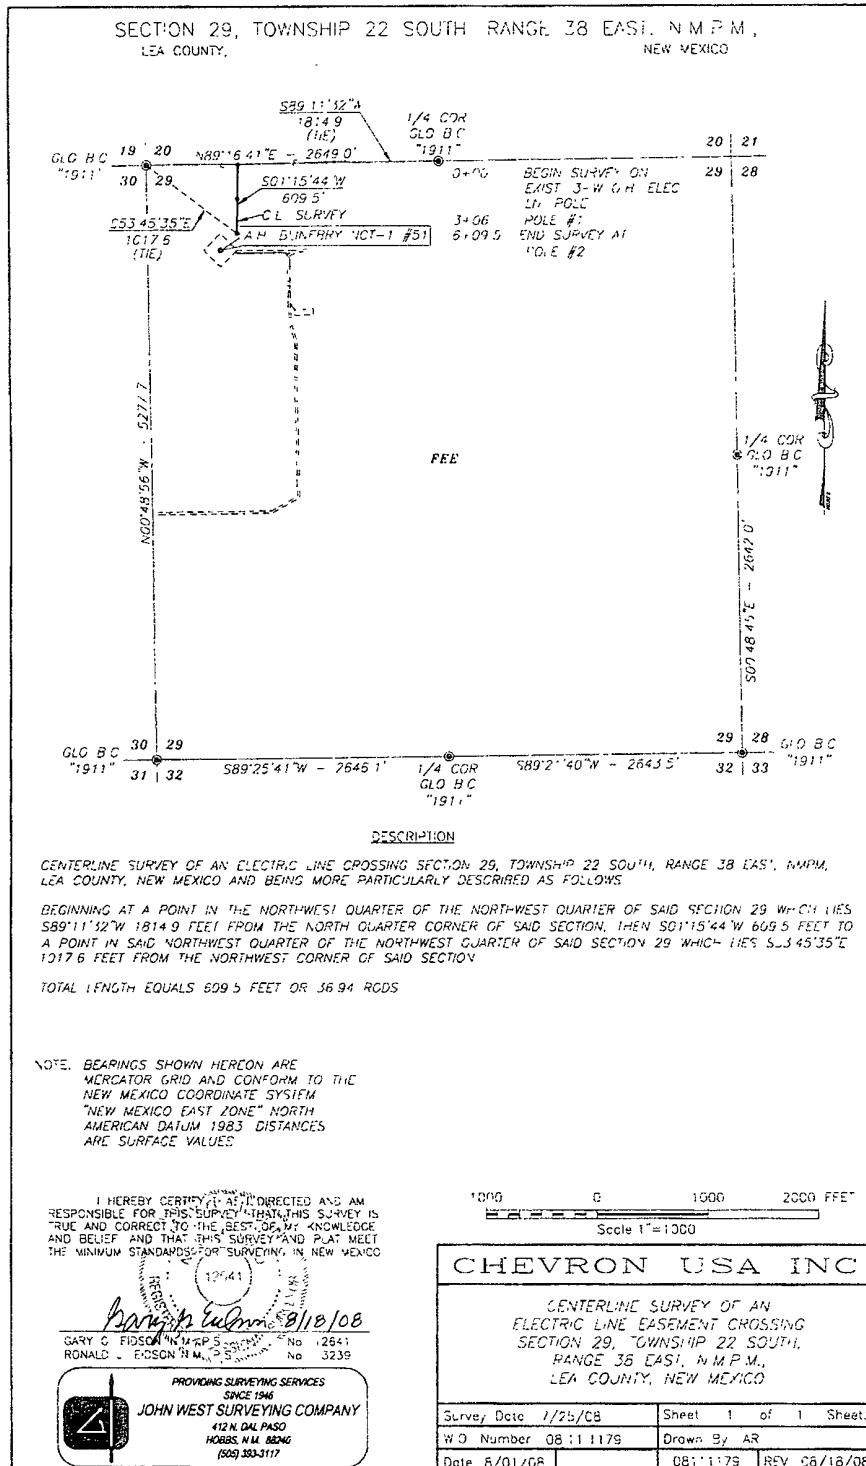 SECTION 29, TOWNSHIP 22 SOUTH RANGE 38 EAST, N.M.P.M.,
LEA COUNTY,
NEW MEXICO
S89°11'32"W
1814.9
(TIE)
1/4 COR
GLO B C
"1911"
19 20
30 29
GLO B C
"1911"
N89°16'41"E - 2649.0'
20 21
29 28
S01°15'44"W
609.5'
C.L. SURVEY
S53°45'35"E
1017.6
(TIE)
NCT-1 #51
0+00 BEGIN SURVEY ON
EXIST 3-W O.H. ELEC
LN POLE
3+06 POLE #1
6+09.5 END SURVEY AT
POLE #2
N00°48'56"W - 5277.7
FEE
1/4 COR
GLO B C
"1911"
S00°48'45"E - 2642.0'
GLO B C
"1911"
30 29
31 32
S89°25'41"W - 2646.1'
1/4 COR
GLO B C
"1911"
S89°21'40"W - 2643.5'
29 28
32 33
GLO B C
"1911"
DESCRIPTION
CENTERLINE SURVEY OF AN ELECTRIC LINE CROSSING SECTION 29, TOWNSHIP 22 SOUTH, RANGE 38 EAST, NMPM,
LEA COUNTY, NEW MEXICO AND BEING MORE PARTICULARLY DESCRIBED AS FOLLOWS
BEGINNING AT A POINT IN THE NORTHWEST QUARTER OF THE NORTHWEST QUARTER OF SAID SECTION 29 WHICH LIES
S89°11'32"W 1814.9 FEET FROM THE NORTH QUARTER CORNER OF SAID SECTION, THEN S01°15'44"W 609.5 FEET TO
A POINT IN SAID NORTHWEST QUARTER OF THE NORTHWEST QUARTER OF SAID SECTION 29 WHICH LIES S53°45'35"E
1017.6 FEET FROM THE NORTHWEST CORNER OF SAID SECTION
TOTAL LENGTH EQUALS 609.5 FEET OR 36.94 RODS
NOTE. BEARINGS SHOWN HEREON ARE
MERCATOR GRID AND CONFORM TO THE
NEW MEXICO COORDINATE SYSTEM
"NEW MEXICO EAST ZONE" NORTH
AMERICAN DATUM 1983 DISTANCES
ARE SURFACE VALUES
I HEREBY CERTIFY THAT I DIRECTED AND AM
RESPONSIBLE FOR THIS SURVEY THAT THIS SURVEY IS
TRUE AND CORRECT TO THE BEST OF MY KNOWLEDGE
AND BELIEF AND THAT THIS SURVEY AND PLAT MEET
THE MINIMUM STANDARDS FOR SURVEYING IN NEW MEXICO
12641
8/18/08
GARY G EIDSON N.M. P.S. No 12641
RONALD J EIDSON N.M. P.S. No 3239
PROVIDING SURVEYING SERVICES
SINCE 1946
JOHN WEST SURVEYING COMPANY
412 N. DAL PASO
HOBBS, N.M. 88240
(505) 393-3117
1000 0 1000 2000 FEET
Scale 1"=1000
CHEVRON USA INC
CENTERLINE SURVEY OF AN
ELECTRIC LINE EASEMENT CROSSING
SECTION 29, TOWNSHIP 22 SOUTH,
RANGE 38 EAST, N.M.P.M.,
LEA COUNTY, NEW MEXICO
Survey Date 7/25/08 Sheet 1 of 1 Sheet
W.O. Number 08.11.1179 Drawn By AR
Date 8/01/08 08111179 REV 08/18/08